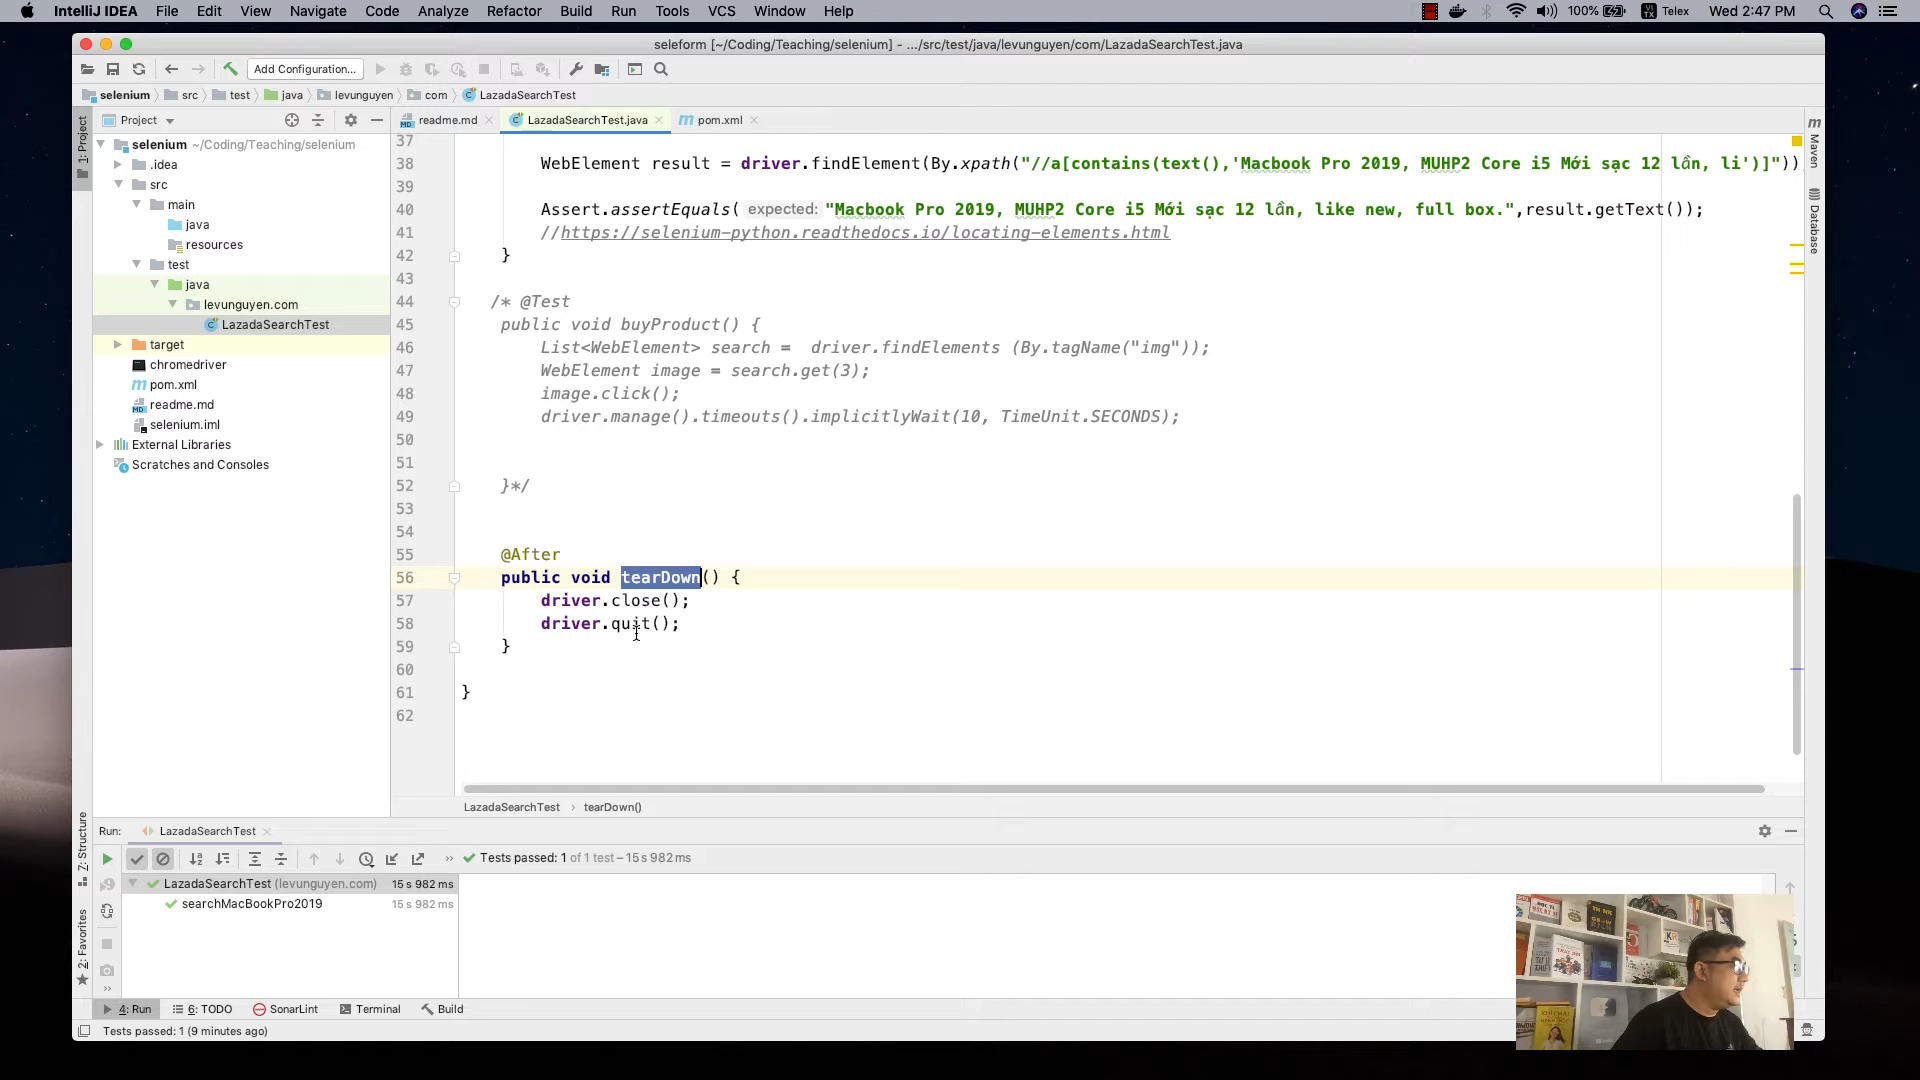 IntelliJ IDEA File Edit View Navigate Code Analyze Refactor Build Run Tools VCS Window Help 100% Telex Wed 2:47 PM
seleform [~/Coding/Teaching/selenium] - .../src/test/java/levunguyen/com/LazadaSearchTest.java
Add Configuration...
selenium src test java levunguyen com LazadaSearchTest
Project
readme.md LazadaSearchTest.java pom.xml
1: Project
selenium ~/Coding/Teaching/selenium
.idea
src
main
java
resources
test
java
levunguyen.com
LazadaSearchTest
target
chromedriver
pom.xml
readme.md
selenium.iml
External Libraries
Scratches and Consoles
37
38 WebElement result = driver.findElement(By.xpath("//a[contains(text(),'Macbook Pro 2019, MUHP2 Core i5 Mới sạc 12 lần, li')]"))
39
40 Assert.assertEquals( expected: "Macbook Pro 2019, MUHP2 Core i5 Mới sạc 12 lần, like new, full box.",result.getText());
41 //https://selenium-python.readthedocs.io/locating-elements.html
42 }
43
44 /* @Test
45 public void buyProduct() {
46 List<WebElement> search =  driver.findElements (By.tagName("img"));
47 WebElement image = search.get(3);
48 image.click();
49 driver.manage().timeouts().implicitlyWait(10, TimeUnit.SECONDS);
50
51
52 }*/
53
54
55 @After
56 public void tearDown() {
57 driver.close();
58 driver.quit();
59 }
60
61 }
62
Maven
Database
LazadaSearchTest › tearDown()
Z: Structure
2: Favorites
Run: LazadaSearchTest
Tests passed: 1 of 1 test – 15 s 982 ms
LazadaSearchTest (levunguyen.com) 15 s 982 ms
searchMacBookPro2019 15 s 982 ms
4: Run 6: TODO SonarLint Terminal Build
Tests passed: 1 (9 minutes ago)